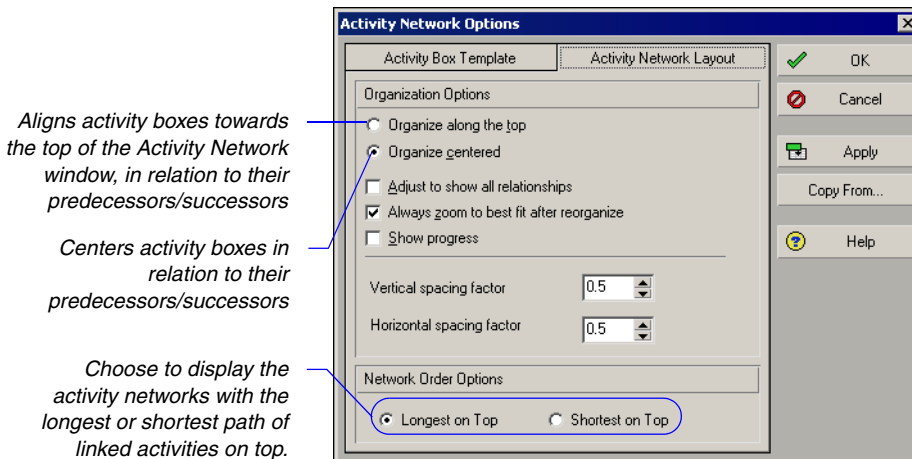 Activity Network Options
Activity Box Template
Activity Network Layout
OK
Cancel
Apply
Copy From...
Help
Organization Options
Organize along the top
Organize centered
Adjust to show all relationships
Always zoom to best fit after reorganize
Show progress
Vertical spacing factor
0.5
Horizontal spacing factor
0.5
Network Order Options
Longest on Top
Shortest on Top
Aligns activity boxes towards
the top of the Activity Network
window, in relation to their
predecessors/successors
Centers activity boxes in
relation to their
predecessors/successors
Choose to display the
activity networks with the
longest or shortest path of
linked activities on top.